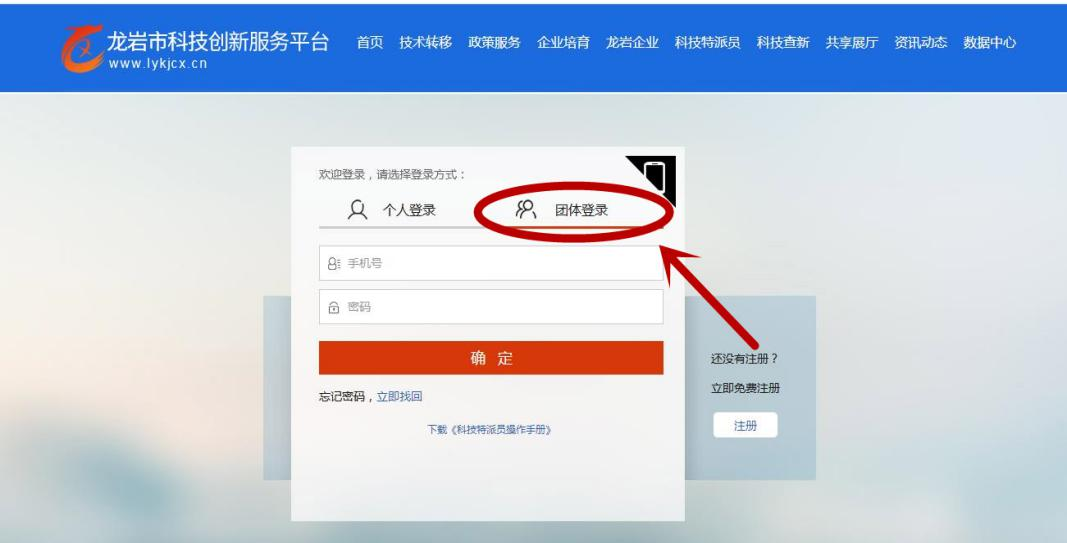 龙岩市科技创新服务平台
www.lykjcx.cn
首页 技术转移 政策服务 企业培育 龙岩企业 科技特派员 科技查新 共享展厅 资讯动态 数据中心
欢迎登录，请选择登录方式：
个人登录 团体登录
手机号
密码
确 定
忘记密码，立即找回
下载《科技特派员操作手册》
还没有注册？
立即免费注册
注册